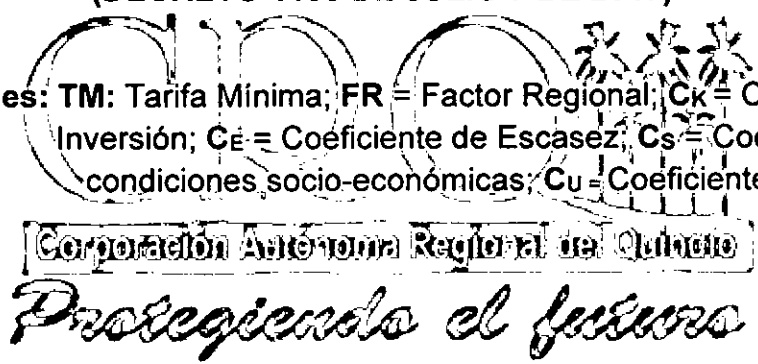 es: TM: Tarifa Mínima; FR = Factor Regional; CK = C
Inversión; CE = Coeficiente de Escasez; CS = Coe
condiciones socio-económicas; CU = Coeficiente
CRQ
Corporación Autónoma Regional del Quindío
Protegiendo el futuro